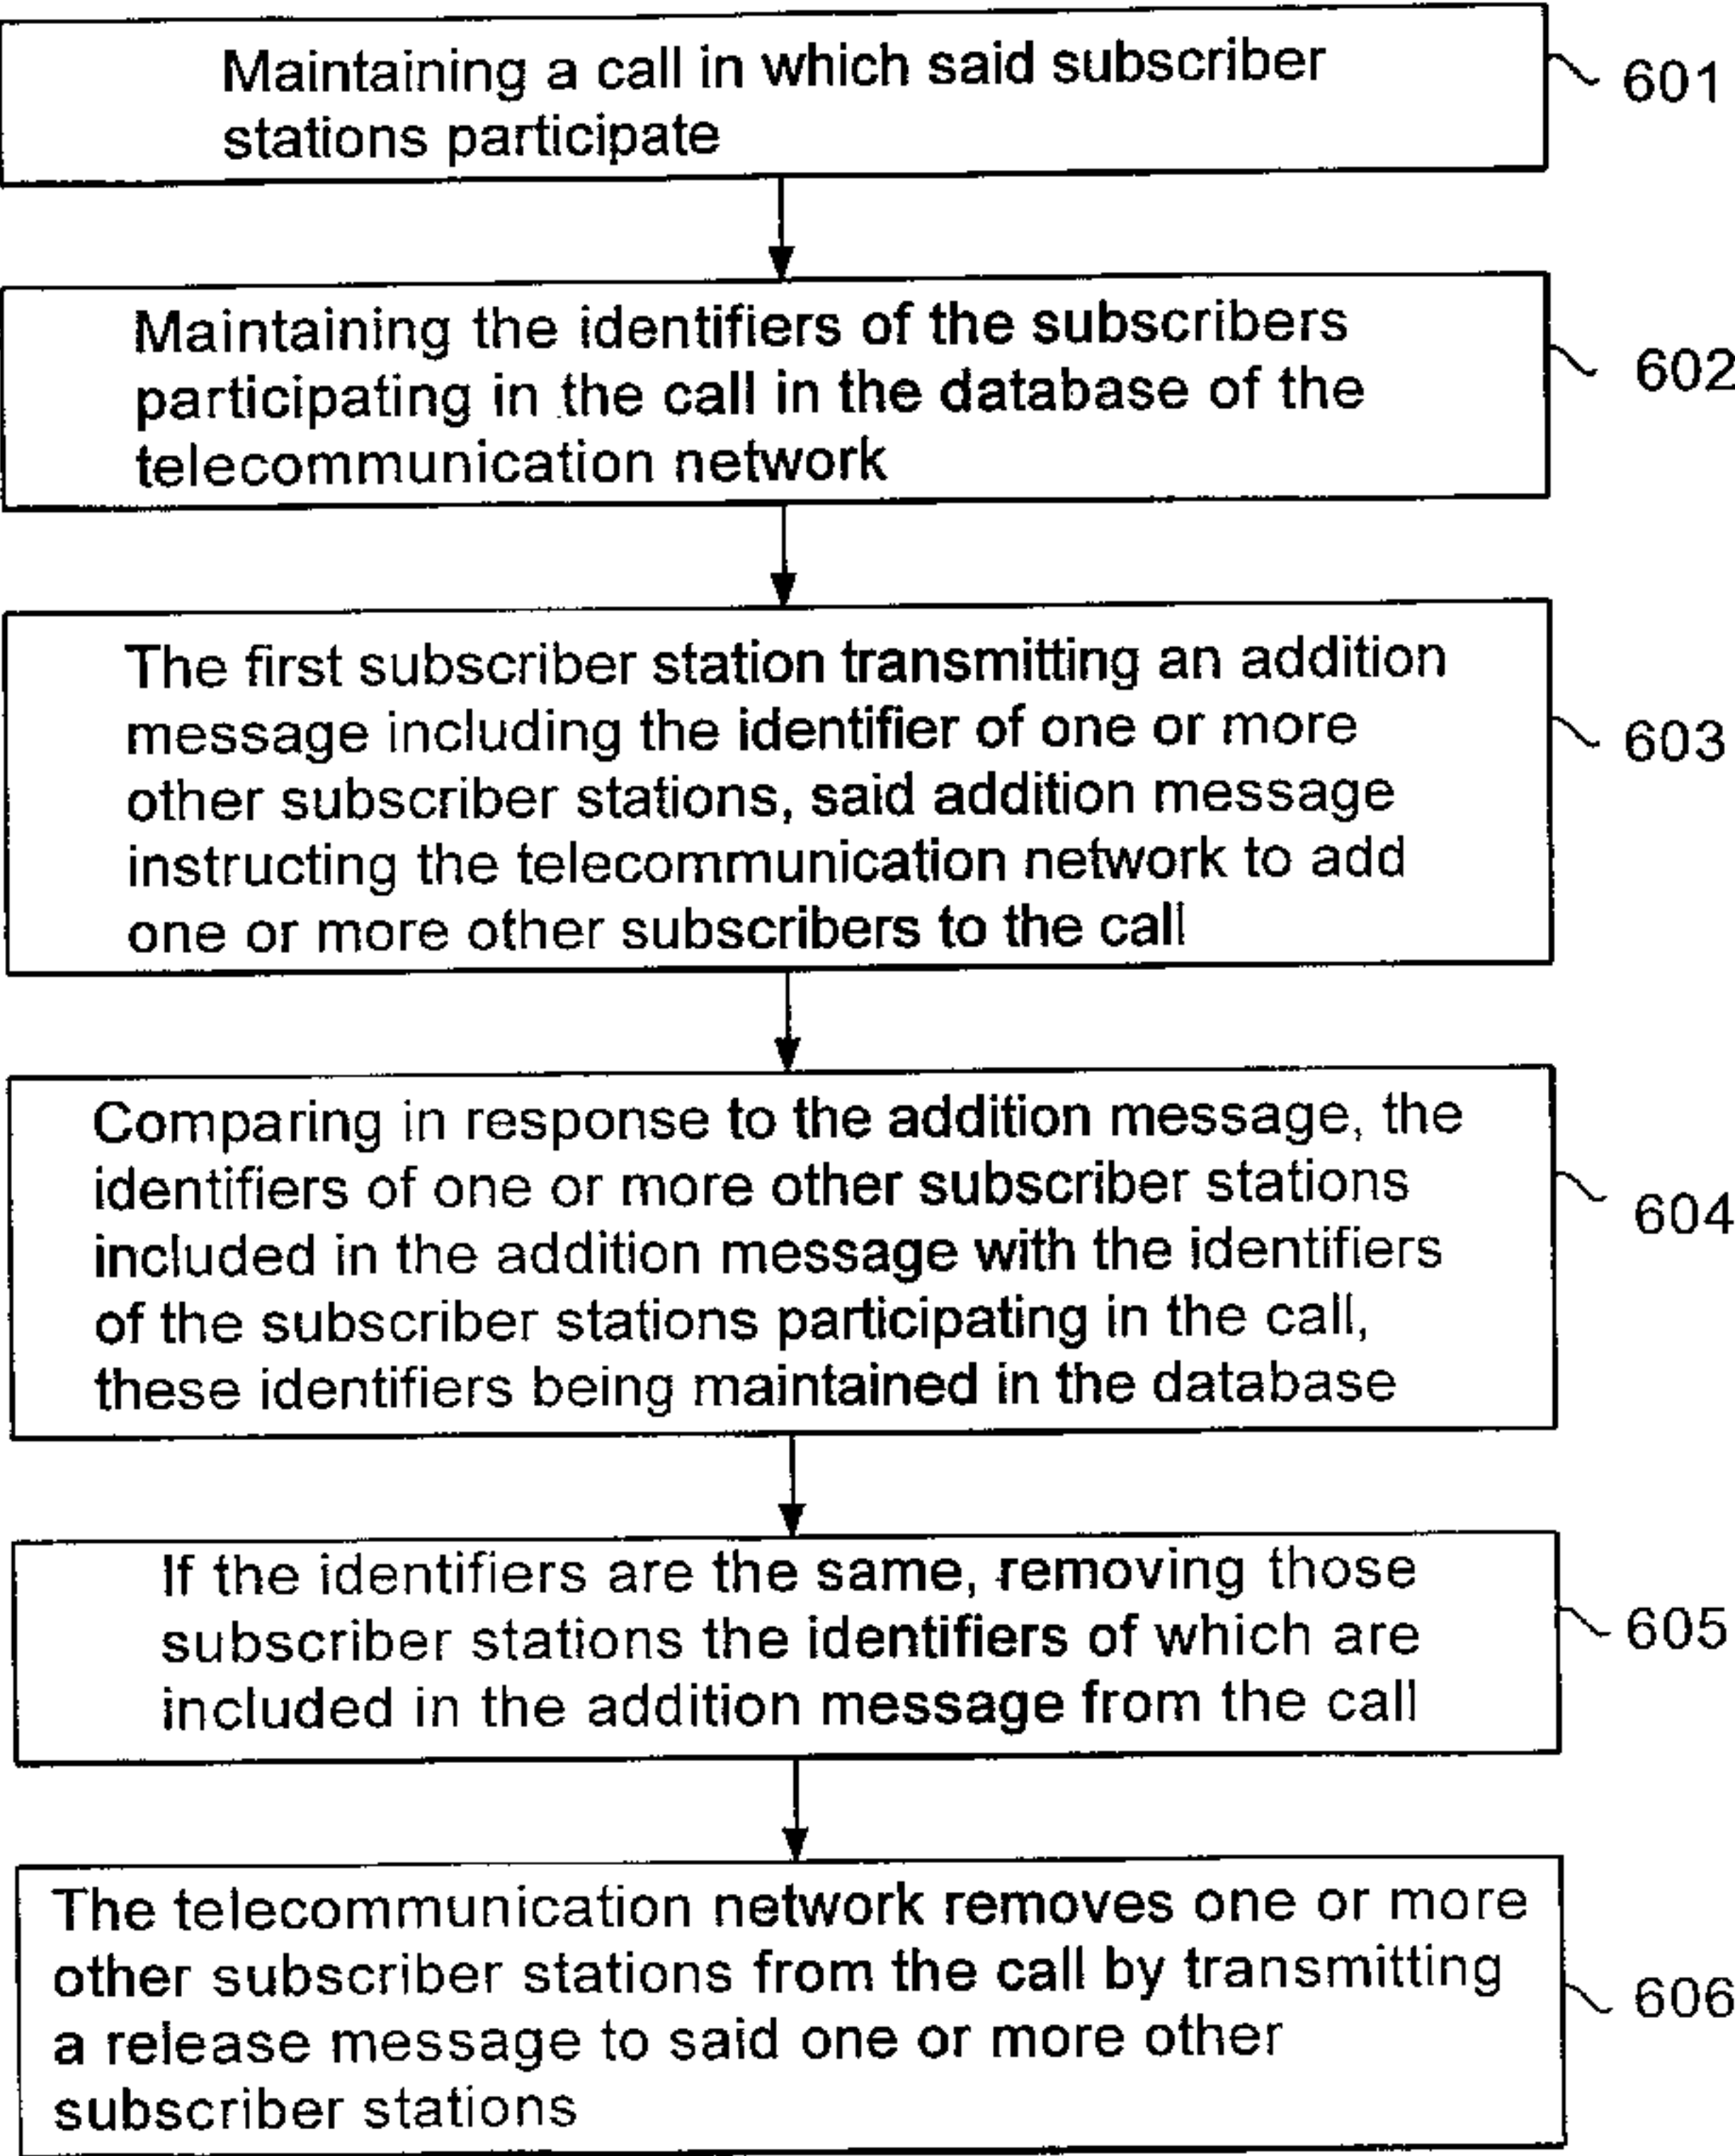 Maintaining a call in which said subscriber
stations participate
601
Maintaining the identifiers of the subscribers
participating in the call in the database of the
telecommunication network
602
The first subscriber station transmitting an addition
message including the identifier of one or more
other subscriber stations, said addition message
instructing the telecommunication network to add
one or more other subscribers to the call
603
Comparing in response to the addition message, the
identifiers of one or more other subscriber stations
included in the addition message with the identifiers
of the subscriber stations participating in the call,
these identifiers being maintained in the database
604
If the identifiers are the same, removing those
subscriber stations the identifiers of which are
included in the addition message from the call
605
The telecommunication network removes one or more
other subscriber stations from the call by transmitting
a release message to said one or more other
subscriber stations
606